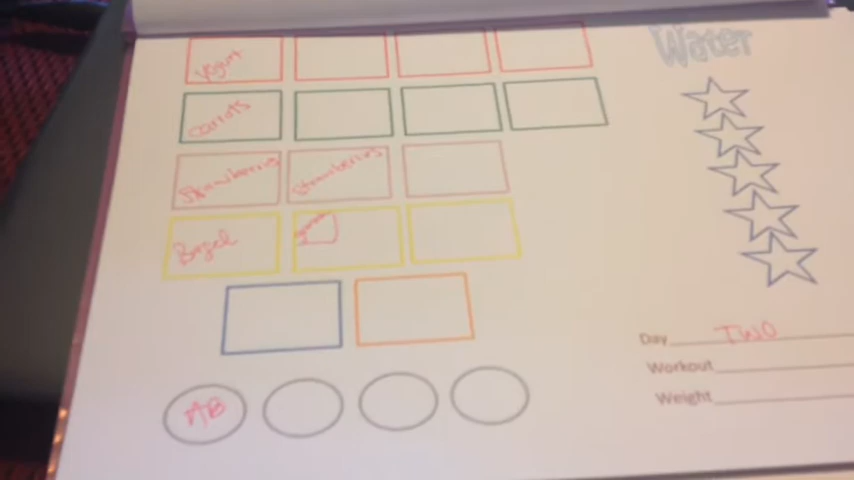 Yogurt
Water
Carrots
Strawberries Strawberries
Bagel
Day TWO
Workout
Weight
AB